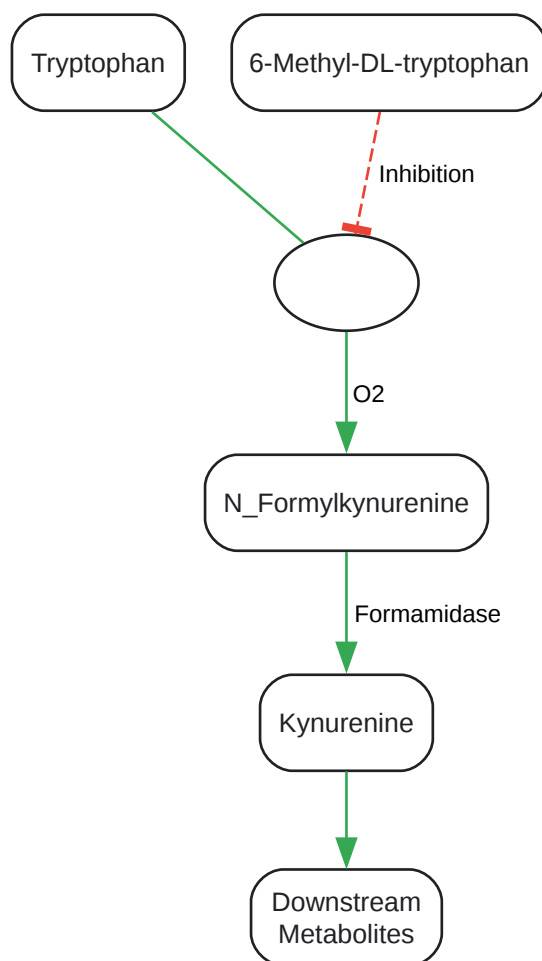 Tryptophan
6-Methyl-DL-tryptophan
Inhibition
O2
N_Formylkynurenine
Formamidase
Kynurenine
Downstream
Metabolites